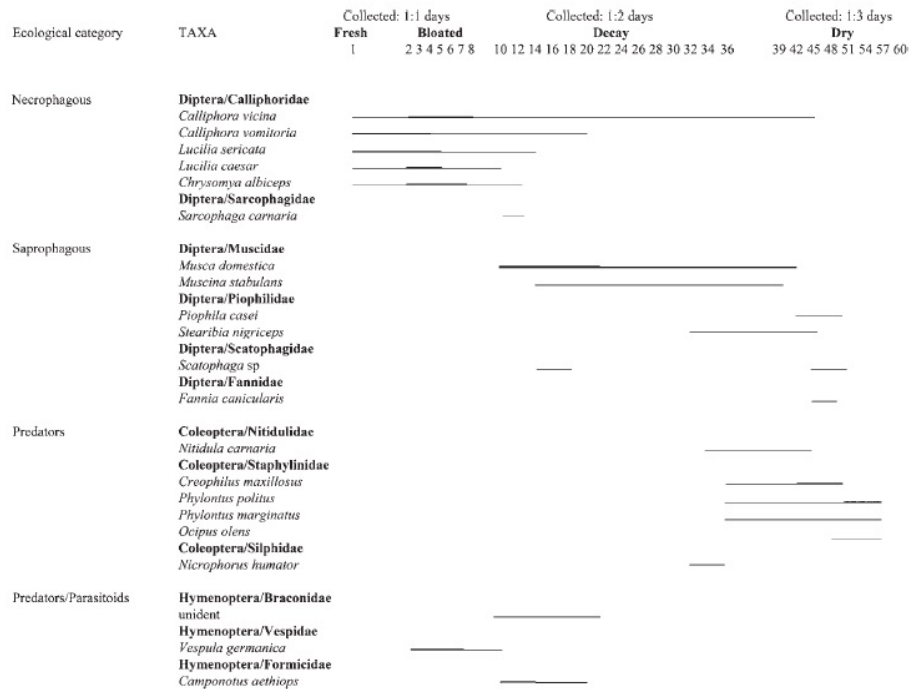 Collected: 1:1 days Collected: 1:2 days Collected: 1:3 days
Ecological category TAXA Fresh Bloated Decay Dry
1 2 3 4 5 6 7 8 10 12 14 16 18 20 22 24 26 28 30 32 34 36 39 42 45 48 51 54 57 60
Necrophagous Diptera/Calliphoridae
Calliphora vicina
Calliphora vomitoria
Lucilia sericata
Lucilia caesar
Chrysomya albiceps
Diptera/Sarcophagidae
Sarcophaga carnaria
Saprophagous Diptera/Muscidae
Musca domestica
Muscina stabulans
Diptera/Piophilidae
Piophila casei
Stearibia nigriceps
Diptera/Scatophagidae
Scatophaga sp
Diptera/Fannidae
Fannia canicularis
Predators Coleoptera/Nitidulidae
Nitidula carnaria
Coleoptera/Staphylinidae
Creophilus maxillosus
Phylontus politus
Phylontus marginatus
Ocipus olens
Coleoptera/Silphidae
Nicrophorus humator
Predators/Parasitoids Hymenoptera/Braconidae
unident
Hymenoptera/Vespidae
Vespula germanica
Hymenoptera/Formicidae
Camponotus aethiops